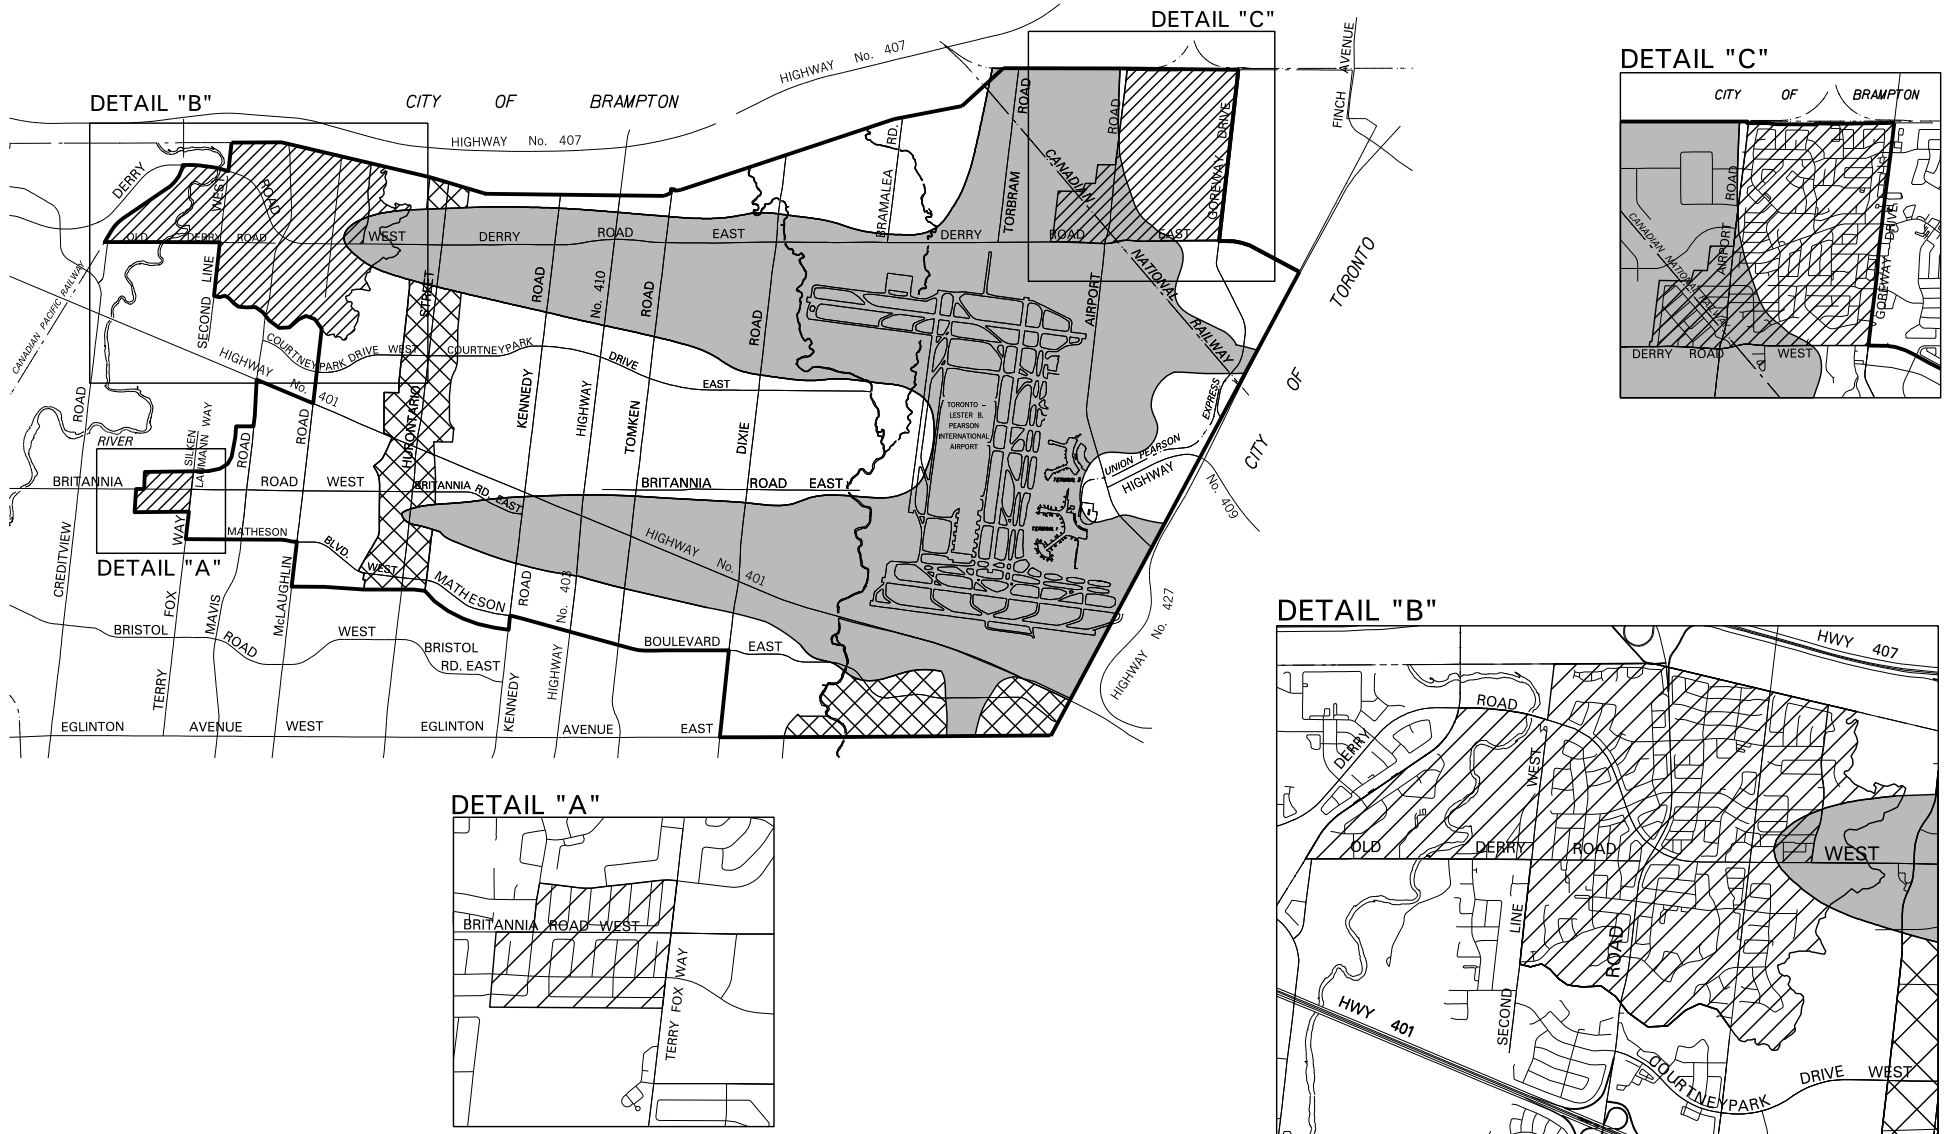 DETAIL "C"
DETAIL "B"
CITY OF BRAMPTON
HIGHWAY No. 407
HIGHWAY No. 407
FINCH AVENUE
DERRY
WEST
ROAD
OLD DERRY ROAD
WEST
DERRY
ROAD
EAST
DERRY
ROAD
EAST
BRAMALEA RD.
TORBRAM
ROAD
ROAD
AIRPORT
GOREWAY DRIVE
CANADIAN
NATIONAL
RAILWAY
CITY OF TORONTO
CANADIAN PACIFIC RAILWAY
SECOND LINE
STREET
HURONTARIO
ROAD
KENNEDY
No. 410
HIGHWAY
ROAD
TOMKEN
ROAD
DIXIE
COURTNEYPARK DRIVE WEST
COURTNEYPARK
DRIVE
EAST
HIGHWAY No. 401
TORONTO –
LESTER B.
PEARSON
INTERNATIONAL
AIRPORT
TERMINAL 3
TERMINAL 1
UNION PEARSON
EXPRESS
HIGHWAY
No. 409
RIVER
ROAD
CREDITVIEW
SILKEN
LAUMANN WAY
ROAD
ROAD
BRITANNIA
ROAD
WEST
BRITANNIA RD. EAST
BRITANNIA
ROAD
EAST
WAY
MATHESON
BLVD.
WEST
MATHESON
BOULEVARD
EAST
HIGHWAY
No. 401
DETAIL "A"
FOX
TERRY
MAVIS
McLAUGHLIN
BRISTOL
ROAD
WEST
BRISTOL
RD. EAST
ROAD
KENNEDY
No. 403
HIGHWAY
HIGHWAY No. 427
EGLINTON
AVENUE
WEST
EGLINTON
AVENUE
EAST
DETAIL "A"
BRITANNIA ROAD WEST
TERRY FOX WAY
DETAIL "C"
CITY OF BRAMPTON
ROAD
AIRPORT
CANADIAN NATIONAL RAILWAY
GOREWAY DRIVE
DERRY ROAD WEST
DETAIL "B"
HWY 407
ROAD
DERRY
WEST
OLD DERRY ROAD
WEST
LINE
SECOND
ROAD
HWY 401
COURTNEYPARK
DRIVE
WEST